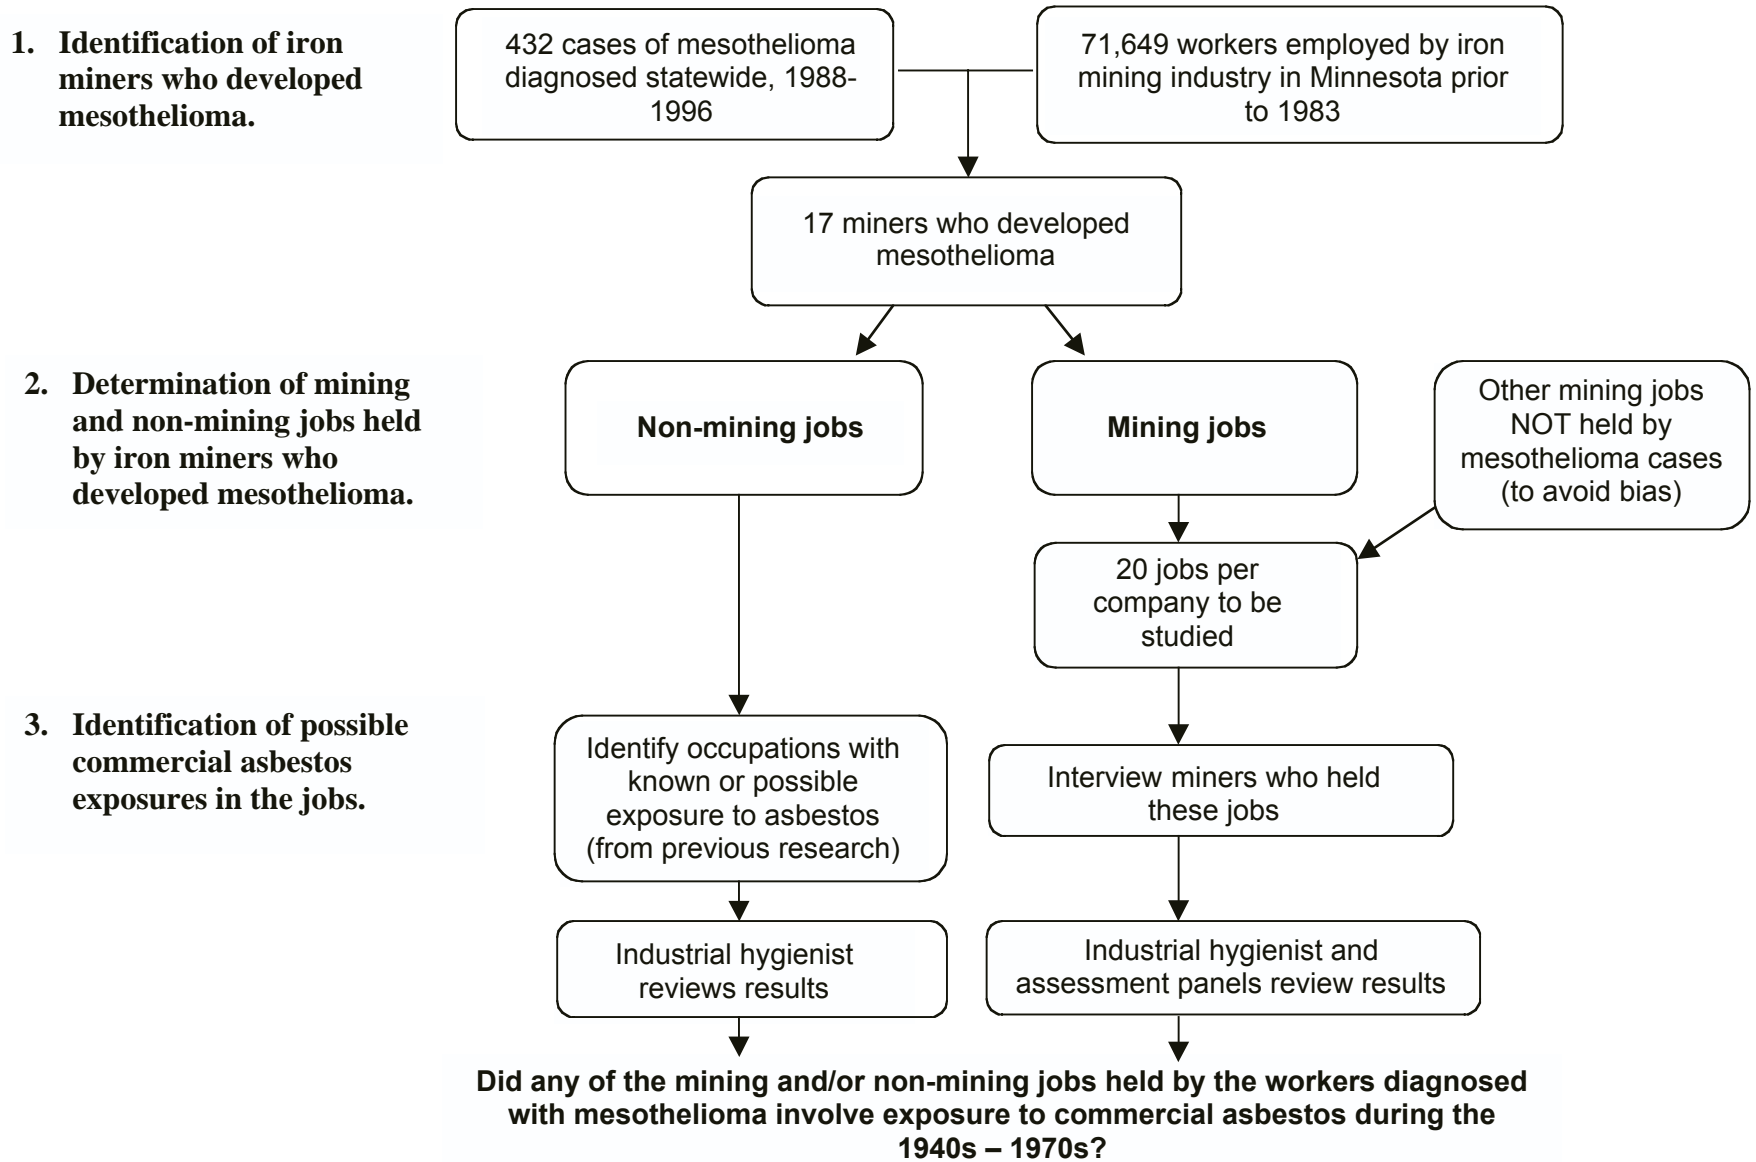 1. Identification of iron
miners who developed
mesothelioma.
432 cases of mesothelioma
diagnosed statewide, 1988-
1996
71,649 workers employed by iron
mining industry in Minnesota prior
to 1983
17 miners who developed
mesothelioma
2. Determination of mining
and non-mining jobs held
by iron miners who
developed mesothelioma.
Non-mining jobs
Mining jobs
Other mining jobs
NOT held by
mesothelioma cases
(to avoid bias)
20 jobs per
company to be
studied
3. Identification of possible
commercial asbestos
exposures in the jobs.
Identify occupations with
known or possible
exposure to asbestos
(from previous research)
Interview miners who held
these jobs
Industrial hygienist
reviews results
Industrial hygienist and
assessment panels review results
Did any of the mining and/or non-mining jobs held by the workers diagnosed
with mesothelioma involve exposure to commercial asbestos during the
1940s – 1970s?